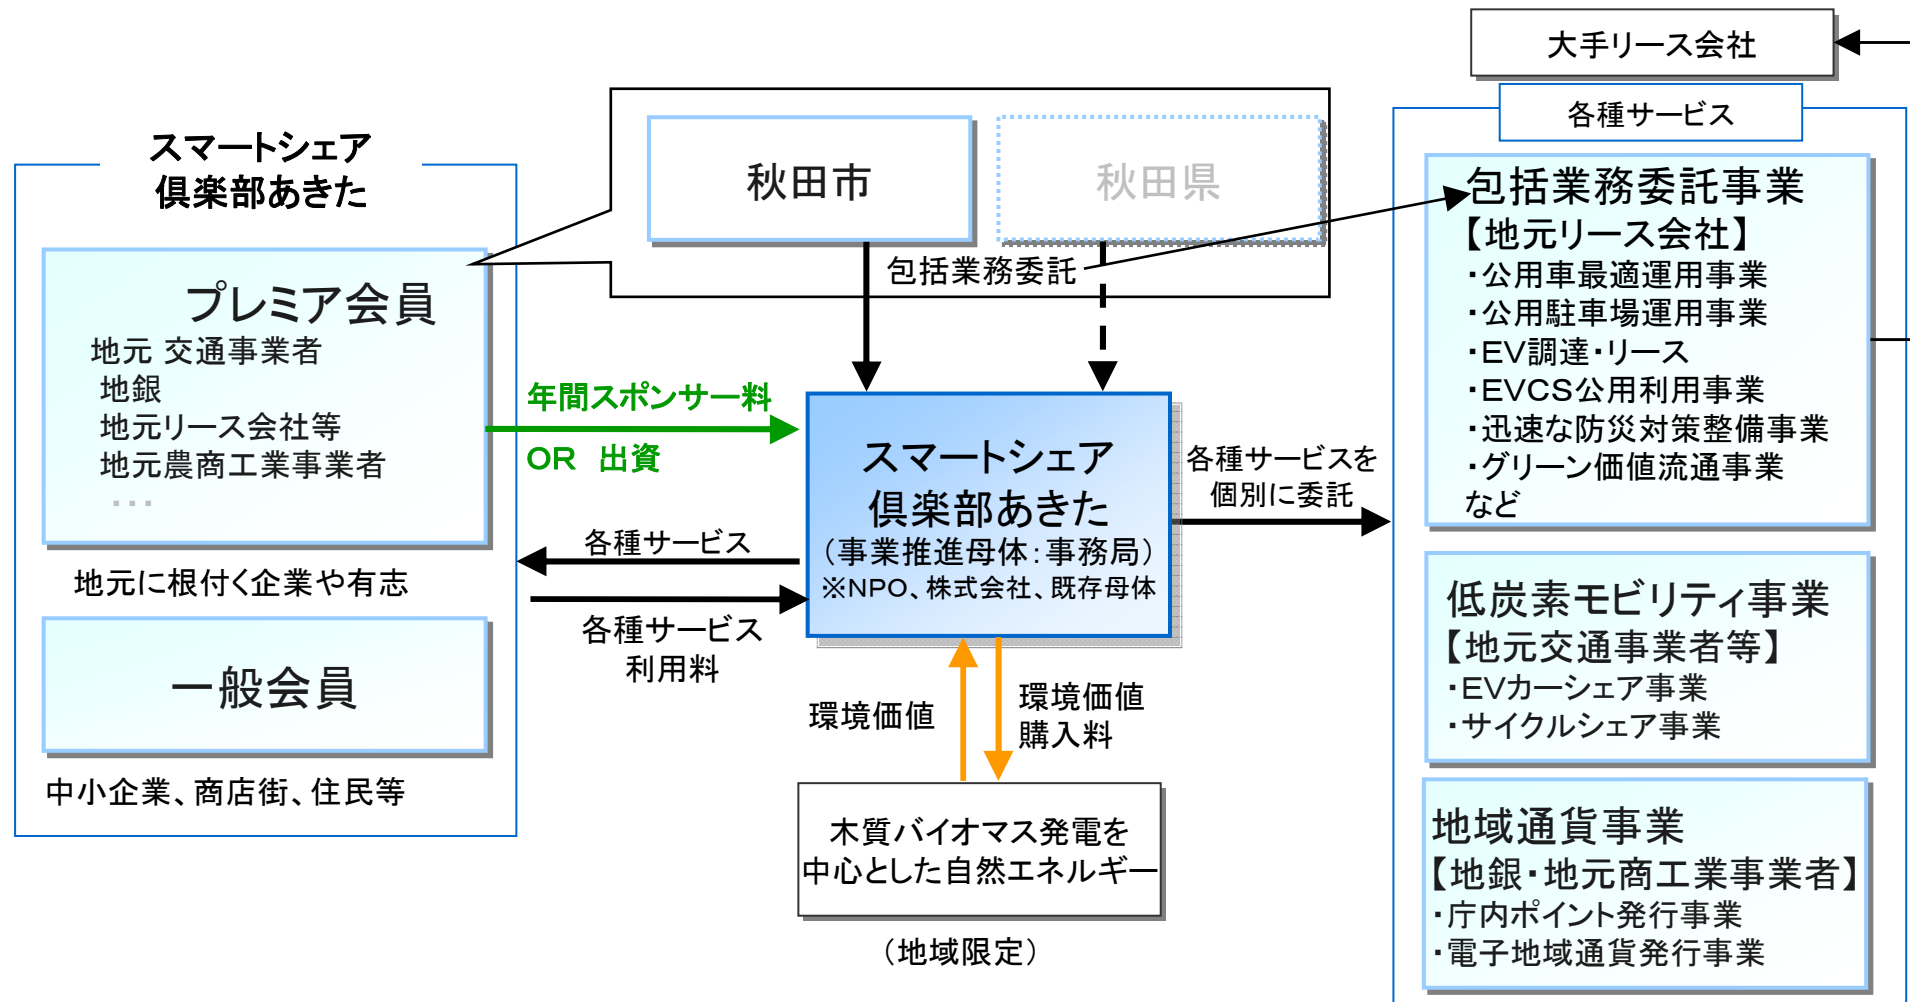 大手リース会社
各種サービス
スマートシェア
倶楽部あきた
秋田市
秋田県
包括業務委託
プレミア会員
地元 交通事業者
地銀
地元リース会社等
地元農商工業事業者
・・・
地元に根付く企業や有志
一般会員
中小企業、商店街、住民等
年間スポンサー料
OR 出資
各種サービス
各種サービス
利用料
スマートシェア
倶楽部あきた
（事業推進母体：事務局）
※NPO、株式会社、既存母体
環境価値
環境価値
購入料
木質バイオマス発電を
中心とした自然エネルギー
（地域限定）
各種サービスを
個別に委託
包括業務委託事業
【地元リース会社】
・公用車最適運用事業
・公用駐車場運用事業
・EV調達・リース
・EVCS公用利用事業
・迅速な防災対策整備事業
・グリーン価値流通事業
など
低炭素モビリティ事業
【地元交通事業者等】
・EVカーシェア事業
・サイクルシェア事業
地域通貨事業
【地銀・地元商工業事業者】
・庁内ポイント発行事業
・電子地域通貨発行事業